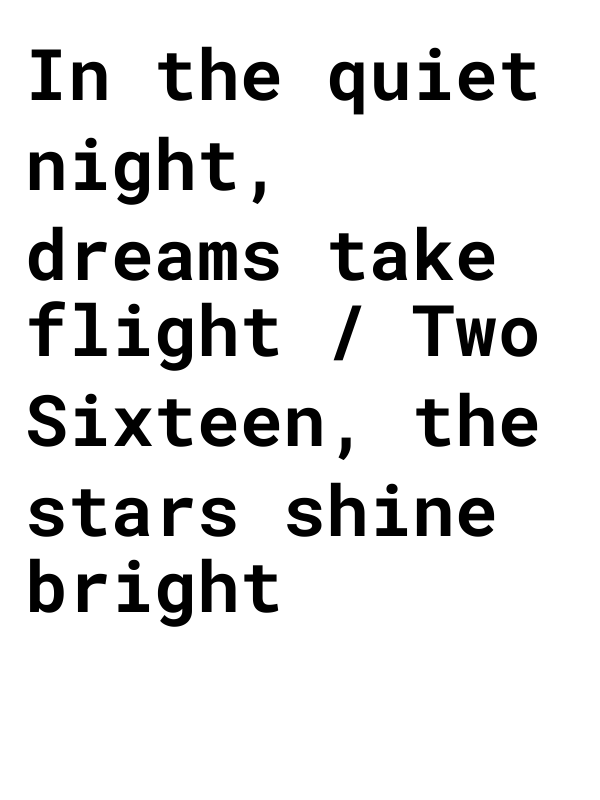 In the quiet
night,
dreams take
flight / Two
Sixteen, the
stars shine
bright